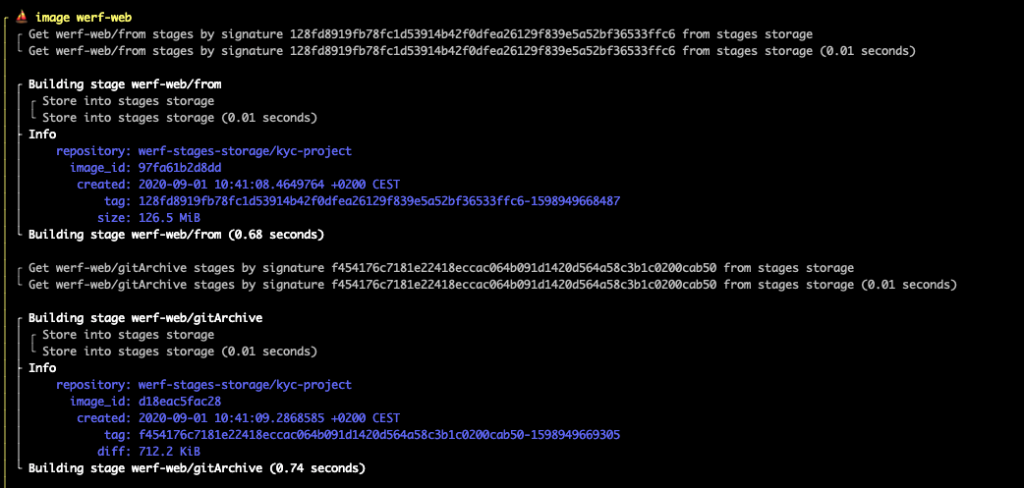 image werf-web
Get werf-web/from stages by signature 128fd8919fb78fc1d53914b42f0dfea26129f839e5a52bf36533ffc6 from stages storage
Get werf-web/from stages by signature 128fd8919fb78fc1d53914b42f0dfea26129f839e5a52bf36533ffc6 from stages storage (0.01 seconds)
Building stage werf-web/from
Store into stages storage
Store into stages storage (0.01 seconds)
Info
repository: werf-stages-storage/kyc-project
image_id: 97fa61b2d8dd
created: 2020-09-01 10:41:08.4649764 +0200 CEST
tag: 128fd8919fb78fc1d53914b42f0dfea26129f839e5a52bf36533ffc6-1598949668487
size: 126.5 MiB
Building stage werf-web/from (0.68 seconds)
Get werf-web/gitArchive stages by signature f454176c7181e22418eccac064b091d1420d564a58c3b1c0200cab50 from stages storage
Get werf-web/gitArchive stages by signature f454176c7181e22418eccac064b091d1420d564a58c3b1c0200cab50 from stages storage (0.01 seconds)
Building stage werf-web/gitArchive
Store into stages storage
Store into stages storage (0.01 seconds)
Info
repository: werf-stages-storage/kyc-project
image_id: d18eac5fac28
created: 2020-09-01 10:41:09.2868585 +0200 CEST
tag: f454176c7181e22418eccac064b091d1420d564a58c3b1c0200cab50-1598949669305
diff: 712.2 KiB
Building stage werf-web/gitArchive (0.74 seconds)